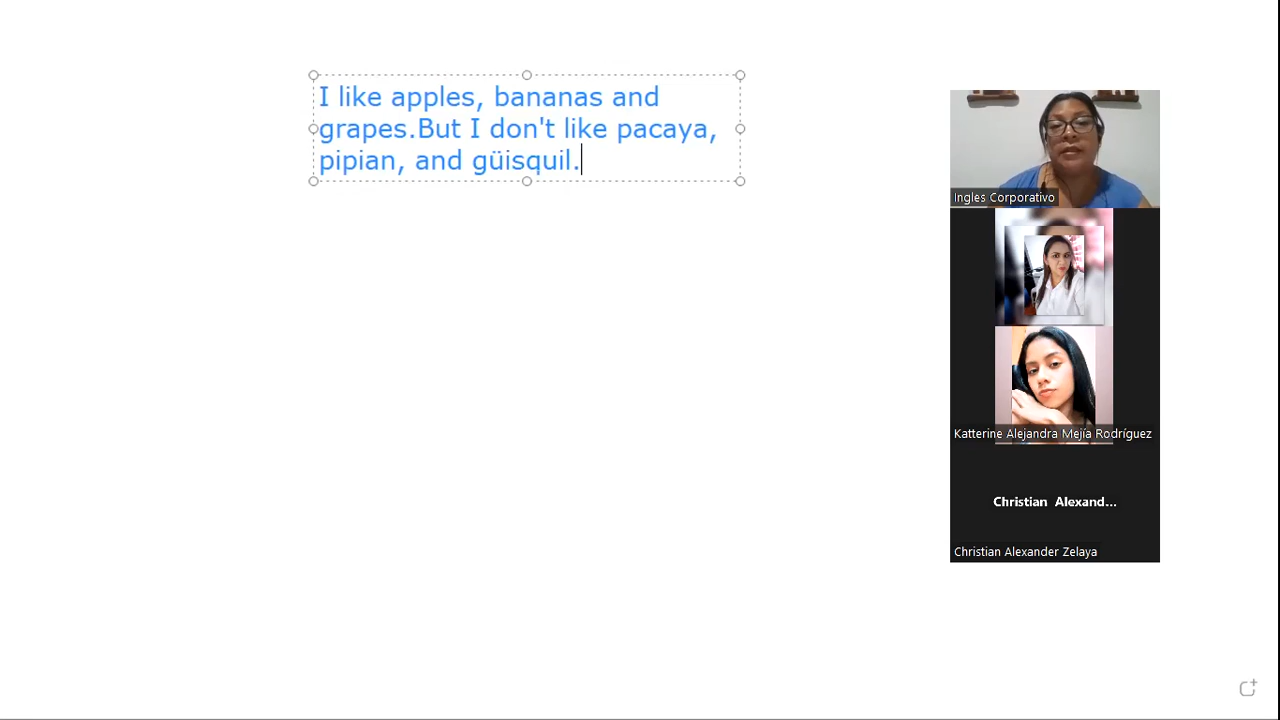 I like apples, bananas and
grapes.But I don't like pacaya,
pipian, and güisquil.
Ingles Corporativo
Katterine Alejandra Mejía Rodríguez
Christian Alexand...
Christian Alexander Zelaya